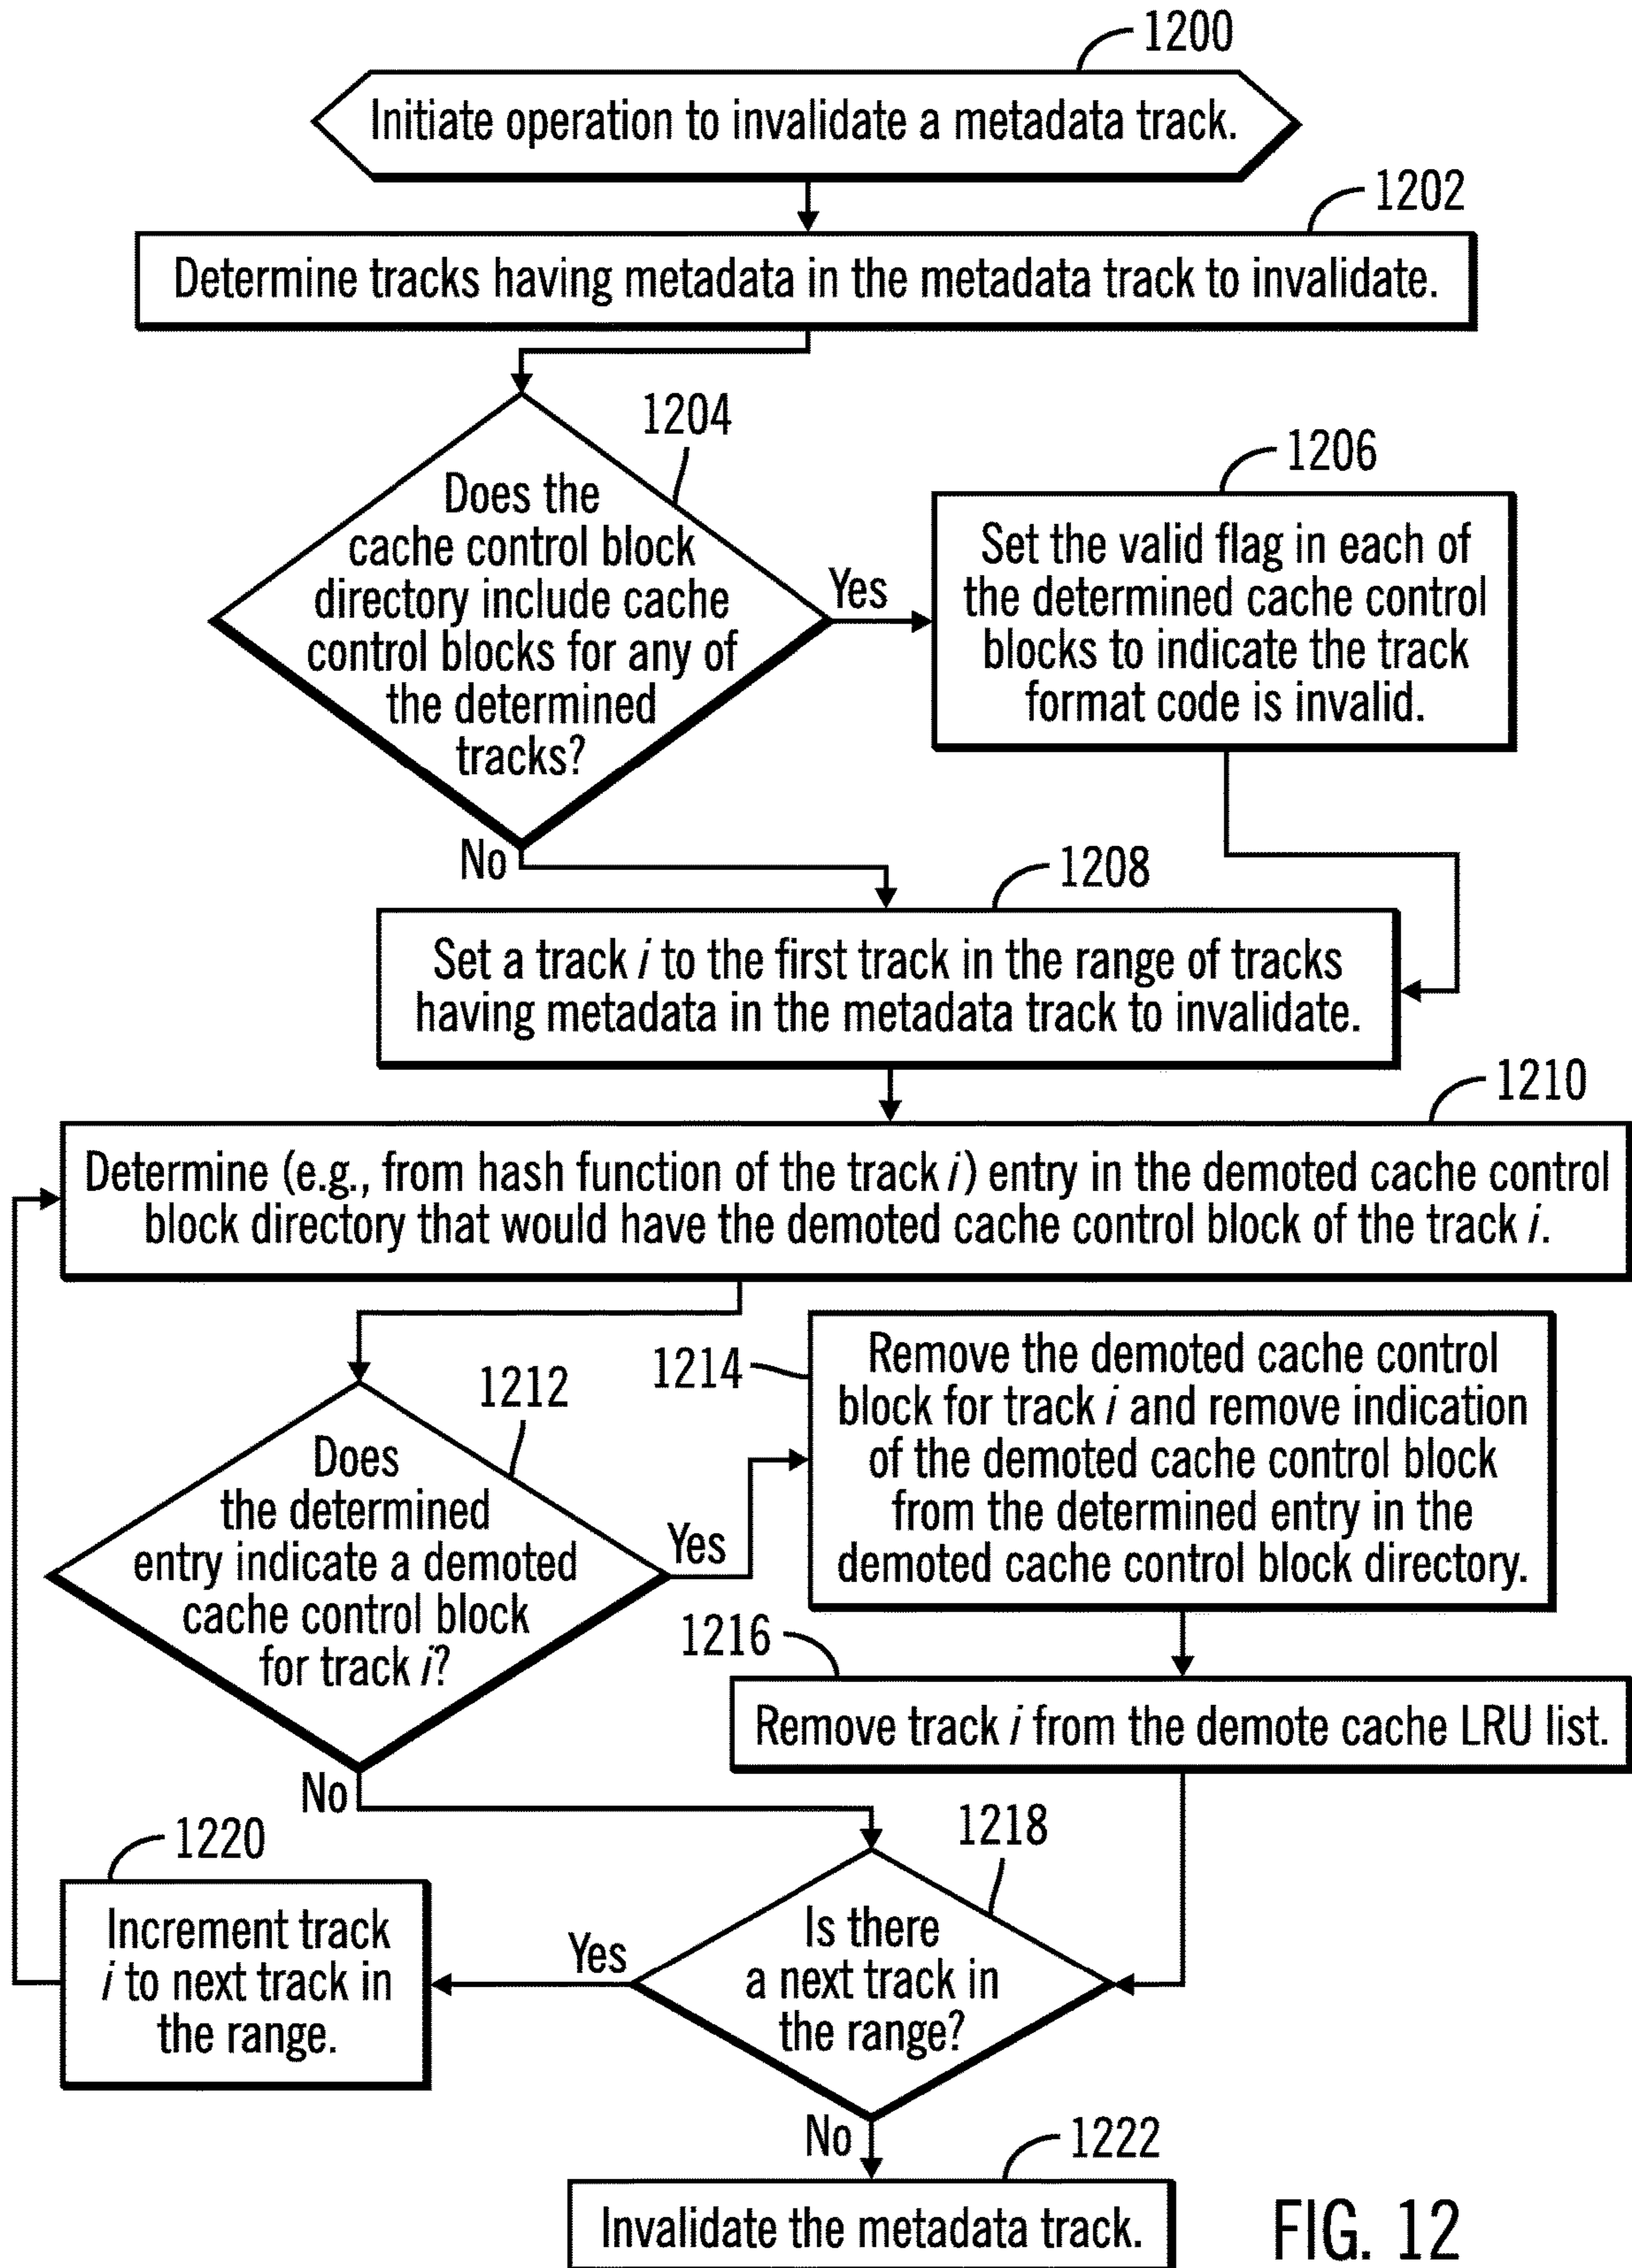 1200
Initiate operation to invalidate a metadata track.
1202
Determine tracks having metadata in the metadata track to invalidate.
1204
Does the
cache control block
directory include cache
control blocks for any of
the determined
tracks?
Yes
No
1206
Set the valid flag in each of
the determined cache control
blocks to indicate the track
format code is invalid.
1208
Set a track i to the first track in the range of tracks
having metadata in the metadata track to invalidate.
1210
Determine (e.g., from hash function of the track i) entry in the demoted cache control
block directory that would have the demoted cache control block of the track i.
1212
Does
the determined
entry indicate a demoted
cache control block
for track i?
Yes
No
1214
Remove the demoted cache control
block for track i and remove indication
of the demoted cache control block
from the determined entry in the
demoted cache control block directory.
1216
Remove track i from the demote cache LRU list.
1218
Is there
a next track in
the range?
Yes
No
1220
Increment track
i to next track in
the range.
1222
Invalidate the metadata track.
FIG. 12